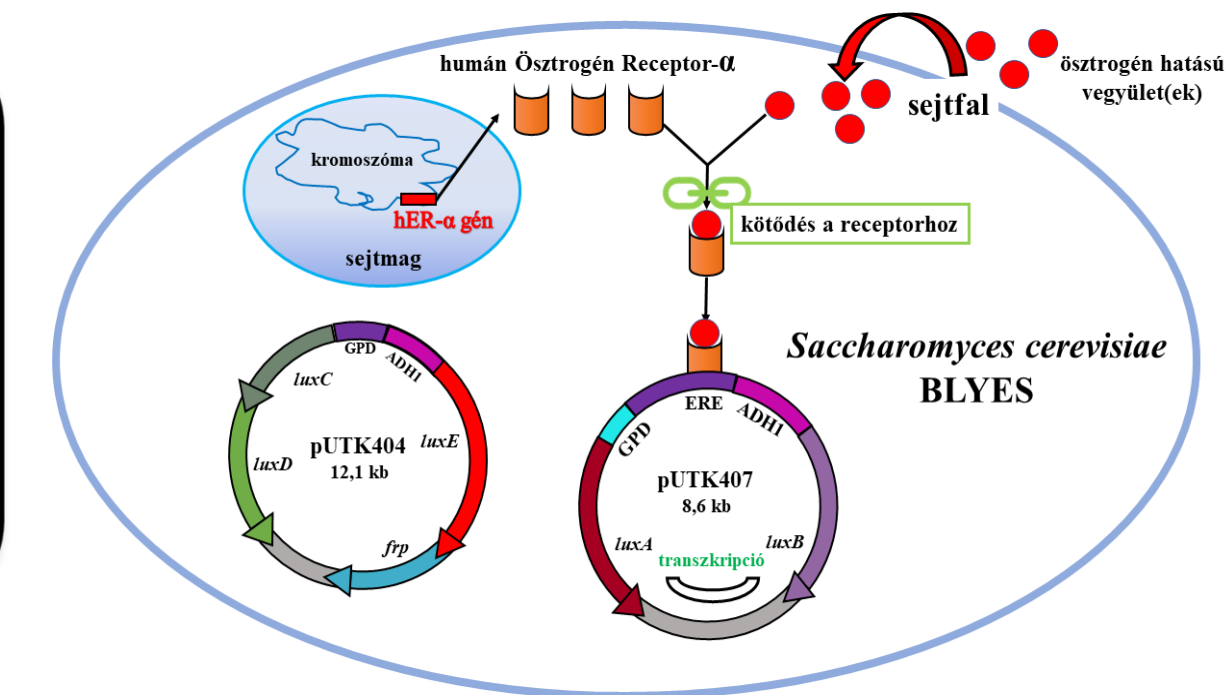 humán Ösztrogén Receptor-α
ösztrogén hatású
vegyület(ek)
sejtfal
kromoszóma
hER-α gén
sejtmag
kötődés a receptorhoz
Saccharomyces cerevisiae
BLYES
GPD
ADH1
luxC
luxD
luxE
frp
pUTK404
12,1 kb
ERE
GPD
ADH1
pUTK407
8,6 kb
luxA
luxB
transzkripció